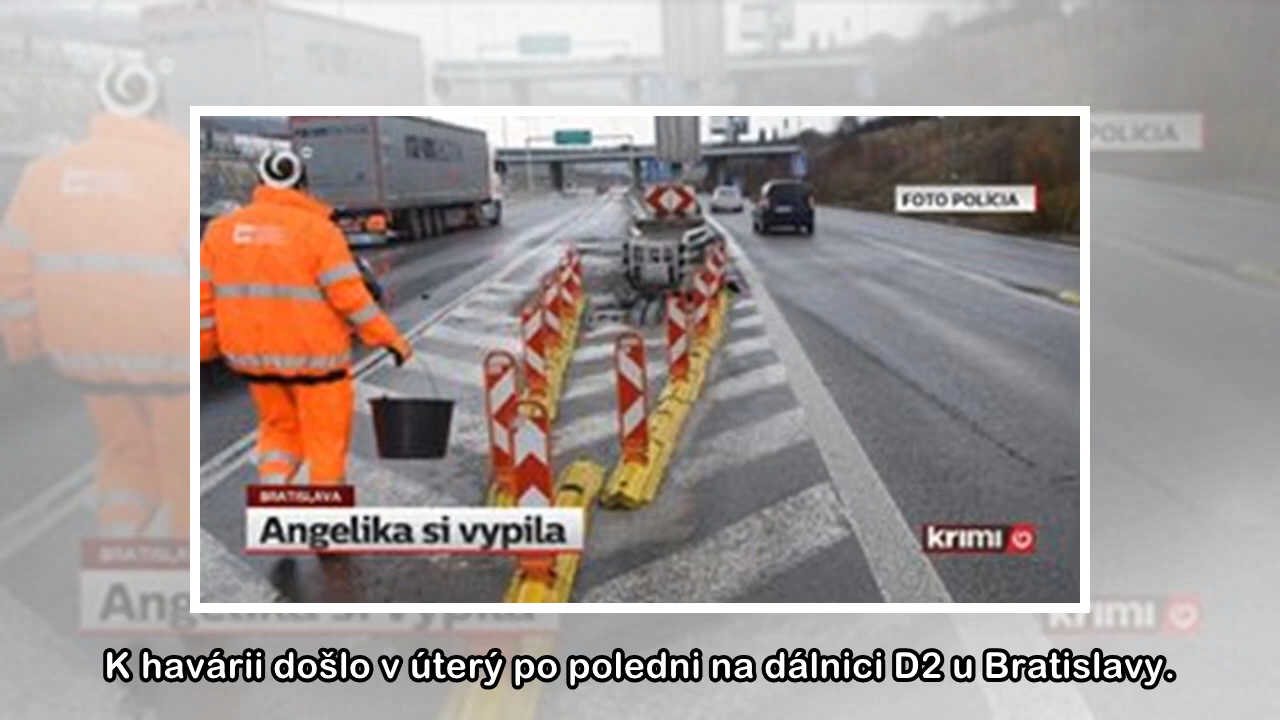 FOTO POLÍCIA
BRATISLAVA
Angelika si vypila
krimi
K havárii došlo v úterý po poledni na dálnici D2 u Bratislavy.